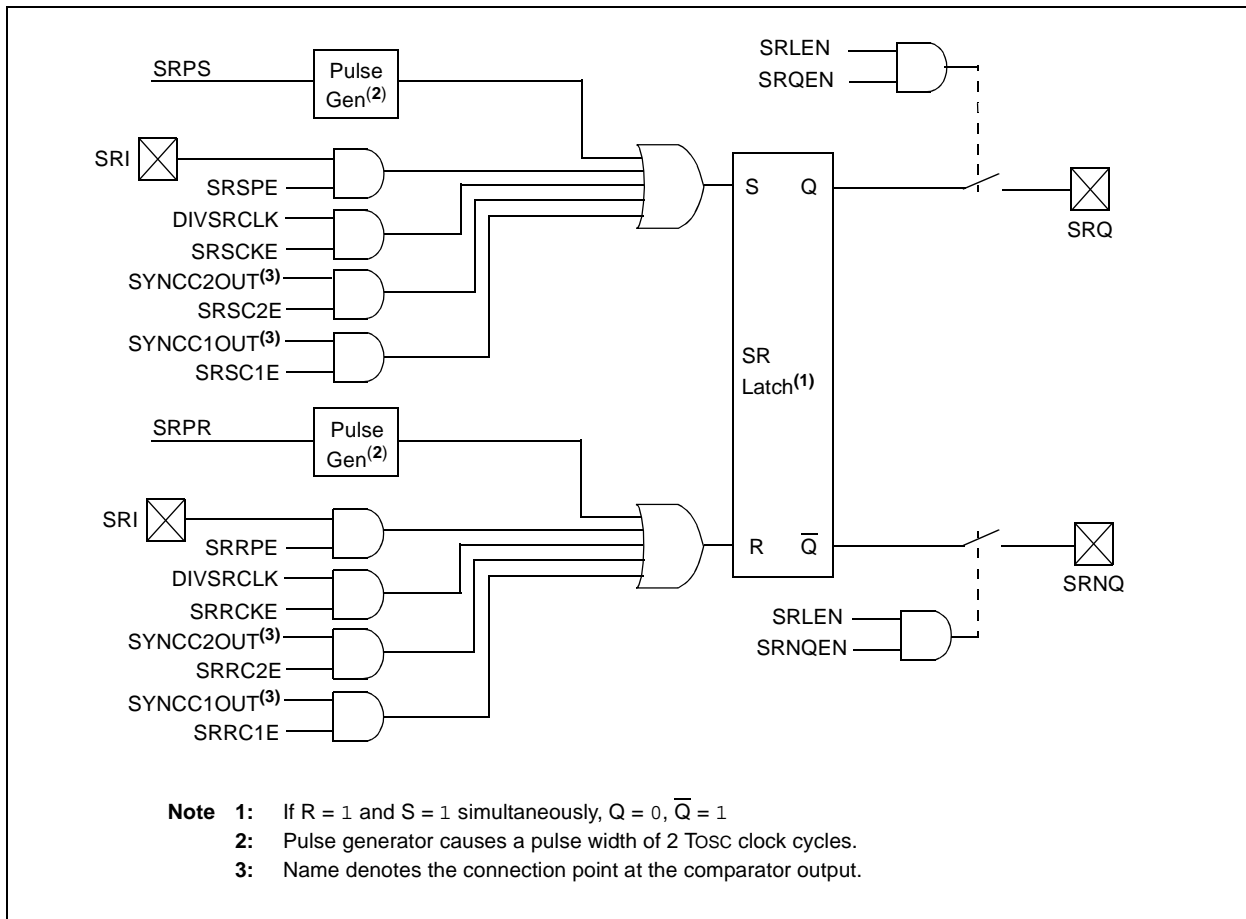 SRPS
Pulse
Gen(2)
SRLEN
SRQEN
SRI
SRSPE
DIVSRCLK
SRSCKE
SYNCC2OUT(3)
SRSC2E
SYNCC1OUT(3)
SRSC1E
S Q
SRQ
SR
Latch(1)
SRPR
Pulse
Gen(2)
SRI
SRRPE
DIVSRCLK
SRRCKE
SYNCC2OUT(3)
SRRC2E
SYNCC1OUT(3)
SRRC1E
R Q̅
SRNQ
SRLEN
SRNQEN
Note 1: If R = 1 and S = 1 simultaneously, Q = 0, Q̅ = 1
2: Pulse generator causes a pulse width of 2 TOSC clock cycles.
3: Name denotes the connection point at the comparator output.